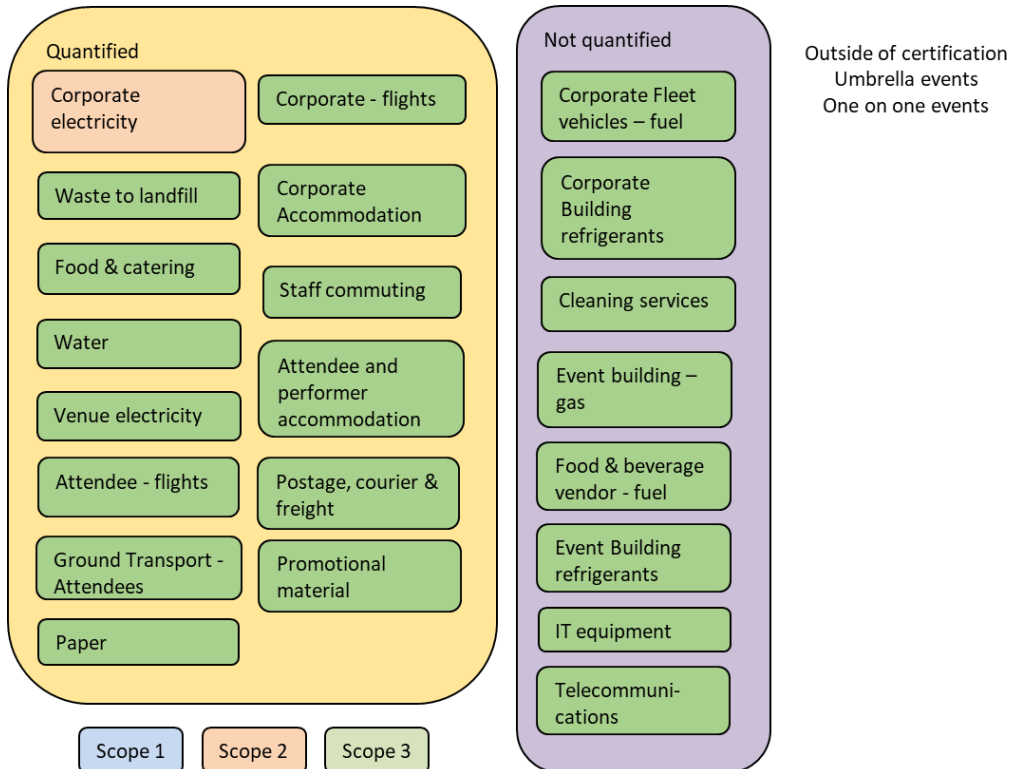 Quantified
Corporate
electricity
Waste to landfill
Food & catering
Water
Venue electricity
Attendee - flights
Ground Transport -
Attendees
Paper
Corporate - flights
Corporate
Accommodation
Staff commuting
Attendee and
performer
accommodation
Postage, courier &
freight
Promotional
material
Not quantified
Corporate Fleet
vehicles – fuel
Corporate
Building
refrigerants
Cleaning services
Event building –
gas
Food & beverage
vendor - fuel
Event Building
refrigerants
IT equipment
Telecommuni-
cations
Outside of certification
Umbrella events
One on one events
Scope 1
Scope 2
Scope 3